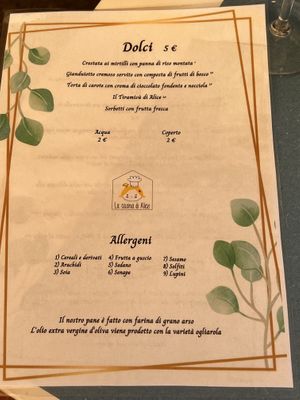 Dolci 5 €
Crostata ai mirtilli con panna di riso montata
Gianduiotto cremoso servito con composta di frutti di bosco
Torta di carote con crema di cioccolato fondente e nocciola
Il Tiramisù di Alice
Sorbetti con frutta fresca
Acqua
2 €
Coperto
2 €
La cucina di Alice
Allergeni
1) Cereali e derivati
2) Arachidi
3) Soia
4) Frutta a guscio
5) Sedano
6) Senape
7) Sesamo
8) Solfiti
9) Lupini
Il nostro pane è fatto con farina di grano arso
L'olio extra vergine d'oliva viene prodotto con la varietà ogliarola